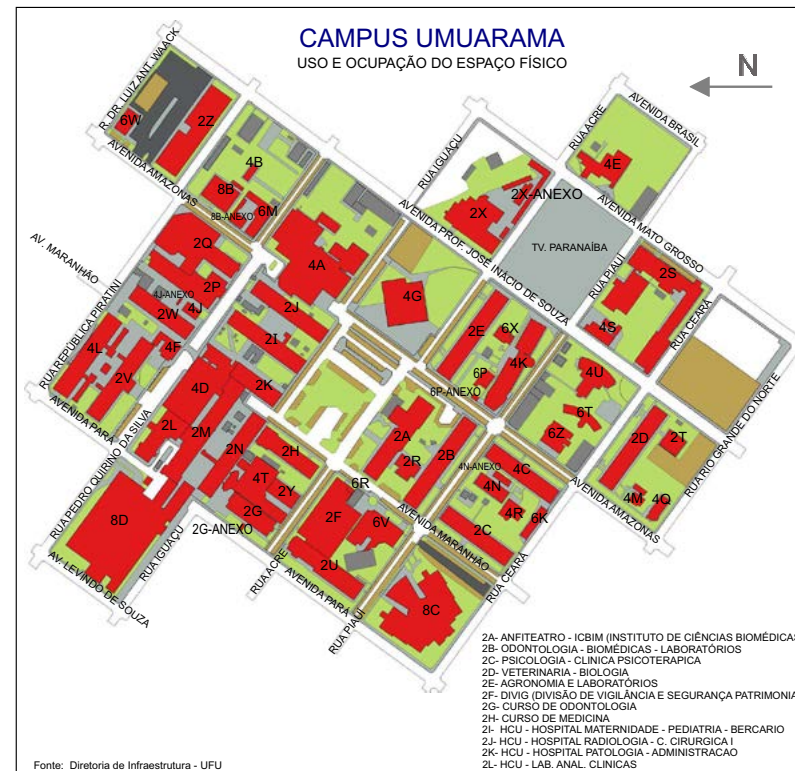 CAMPUS UMUARAMA
USO E OCUPAÇÃO DO ESPAÇO FÍSICO
N
R. DR. LUIZ ANT. WAACK
6W
2Z
AVENIDA AMAZONAS
4B
8B
8B-ANEXO
6M
RUA IGUAÇU
RUA ACRE
AVENIDA BRASIL
4E
2X-ANEXO
2X
AVENIDA MATO GROSSO
TV. PARANAÍBA
AVENIDA PROF. JOSÉ INÁCIO DE SOUZA
AV. MARANHÃO
2Q
4A
2P
4J-ANEXO
4J
2W
4G
2J
2S
RUA PIAUÍ
RUA CEARÁ
4S
RUA REPÚBLICA PIRATINI
4L
4F
2V
2I
2E
6X
4K
6P
6P-ANEXO
4U
RUA RIO GRANDE DO NORTE
4D
2K
6T
AVENIDA PARÁ
2L
2M
2N
2A
2R
2B
6Z
2D
2T
RUA PEDRO QUIRINO DA SILVA
2H
4T
2Y
2G
6R
4N-ANEXO
4C
4N
4R
6K
4M
4Q
AVENIDA AMAZONAS
8D
2G-ANEXO
2F
6V
2C
AVENIDA MARANHÃO
RUA IGUAÇU
RUA ACRE
AVENIDA PARÁ
2U
RUA CEARÁ
AV. LEVINDO DE SOUZA
RUA PIAUÍ
8C
2A- ANFITEATRO - ICBIM (INSTITUTO DE CIÊNCIAS BIOMÉDICAS
2B- ODONTOLOGIA - BIOMÉDICAS - LABORATÓRIOS
2C- PSICOLOGIA - CLINICA PSICOTERAPICA
2D- VETERINARIA - BIOLOGIA
2E- AGRONOMIA E LABORATÓRIOS
2F- DIVIG (DIVISÃO DE VIGILÂNCIA E SEGURANÇA PATRIMONIA
2G- CURSO DE ODONTOLOGIA
2H- CURSO DE MEDICINA
2I- HCU - HOSPITAL MATERNIDADE - PEDIATRIA - BERCARIO
2J- HCU - HOSPITAL RADIOLOGIA - C. CIRURGICA I
2K- HCU - HOSPITAL PATOLOGIA - ADMINISTRACAO
2L- HCU - LAB. ANAL. CLINICAS
Fonte: Diretoria de Infraestrutura - UFU